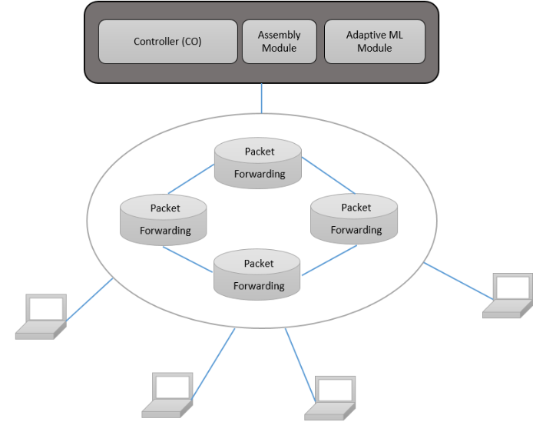 Controller (CO)
Assembly
Module
Adaptive ML
Module
Packet
Forwarding
Packet
Forwarding
Packet
Forwarding
Packet
Forwarding